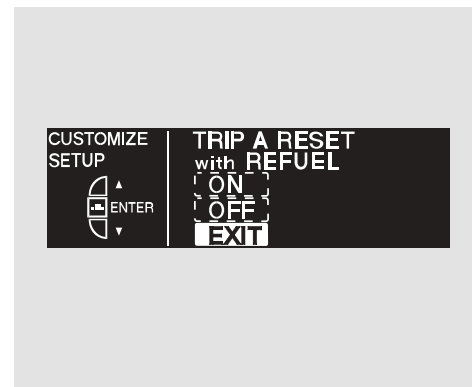 CUSTOMIZE
SETUP
ENTER
TRIP A RESET
with REFUEL
ON
OFF
EXIT